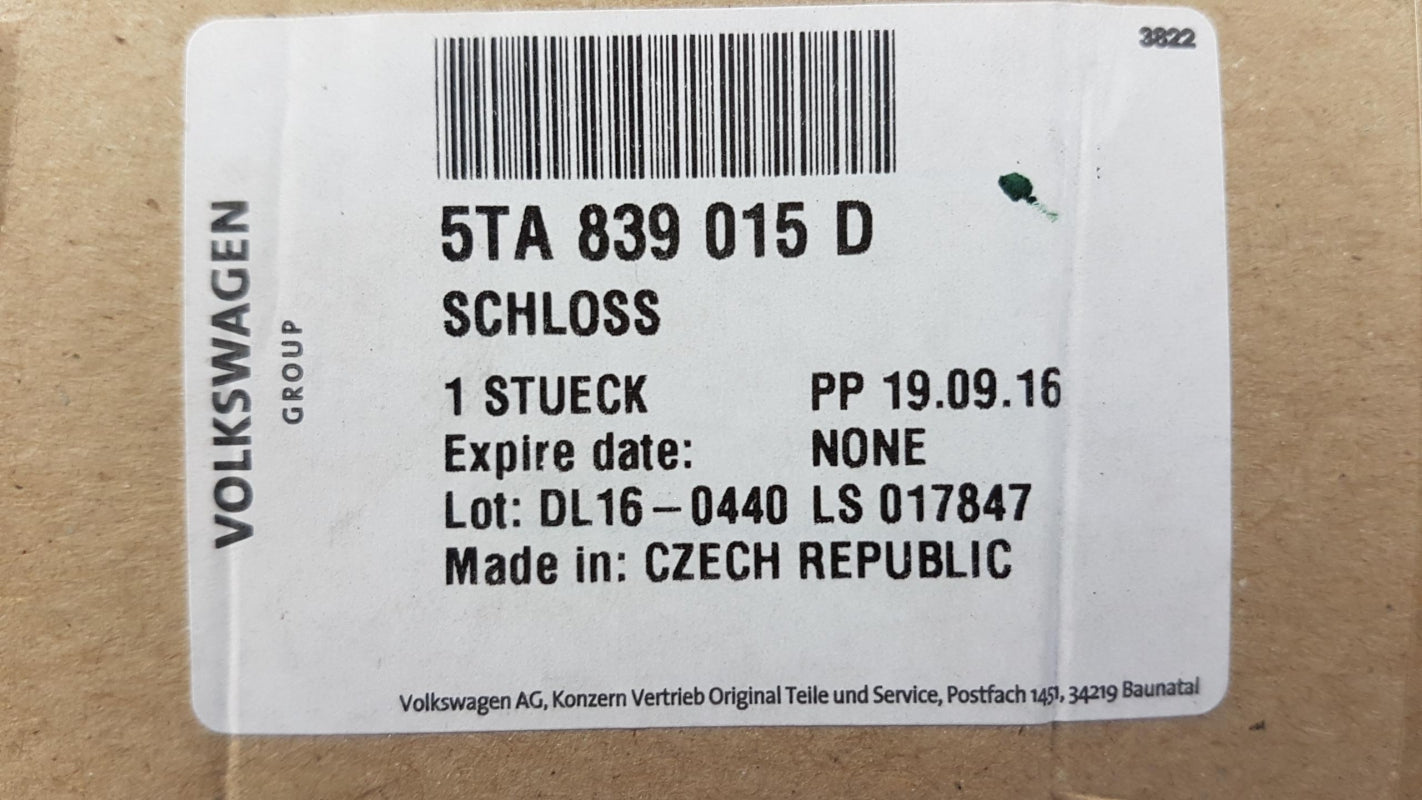 3822
VOLKSWAGEN
GROUP
5TA 839 015 D
SCHLOSS
1 STUECK PP 19.09.16
Expire date: NONE
Lot: DL16-0440 LS 017847
Made in: CZECH REPUBLIC
Volkswagen AG, Konzern Vertrieb Original Teile und Service, Postfach 1451, 34219 Baunatal